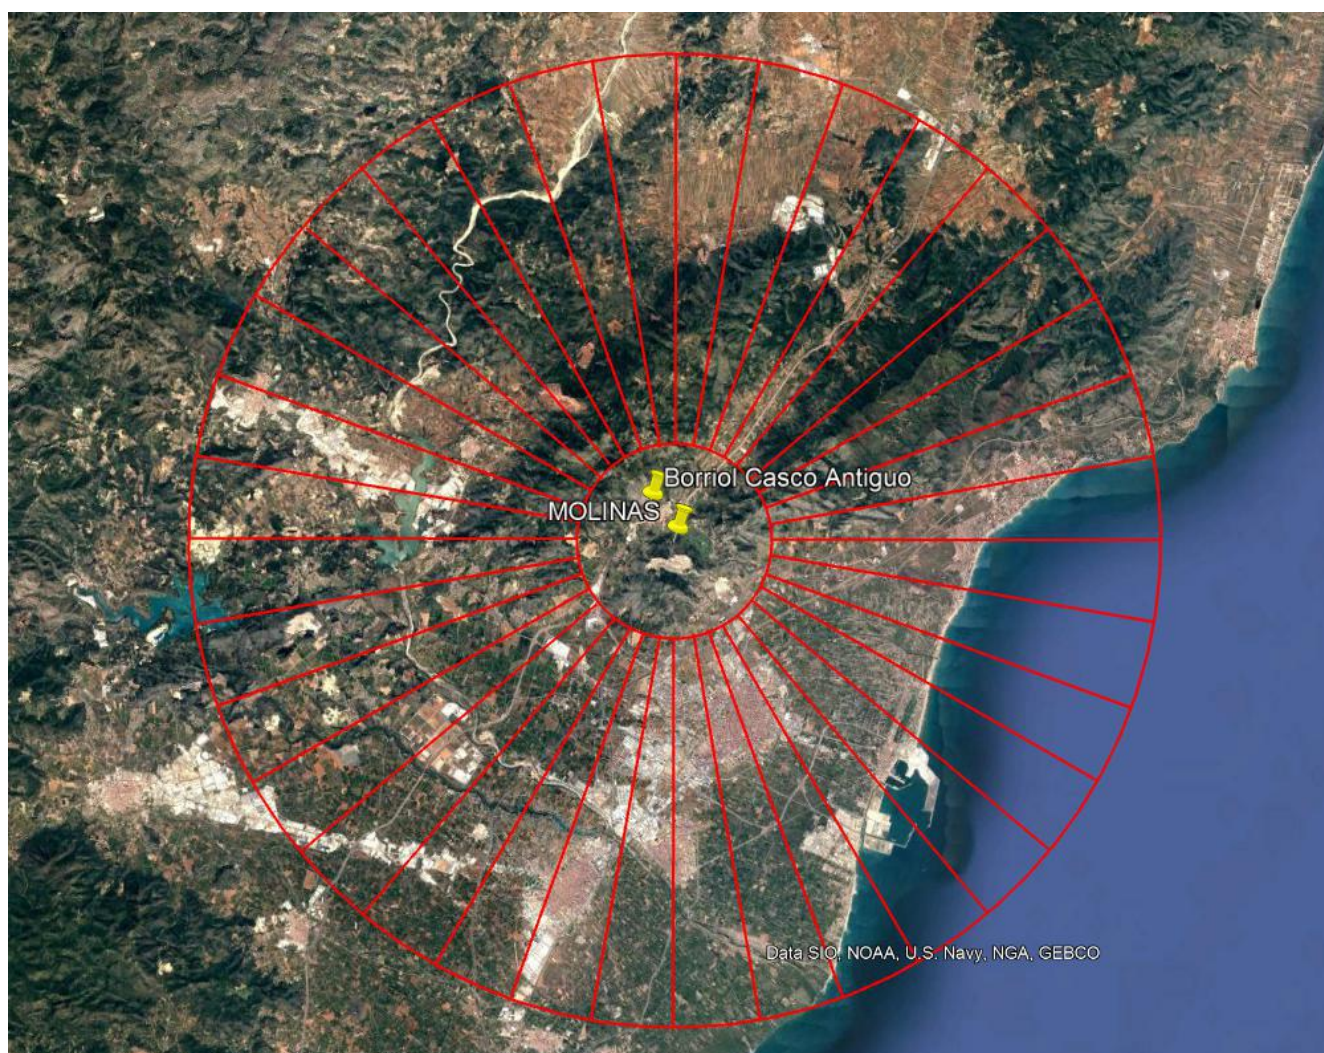 Borriol Casco Antiguo
MOLINAS
Data SIO, NOAA, U.S. Navy, NGA, GEBCO